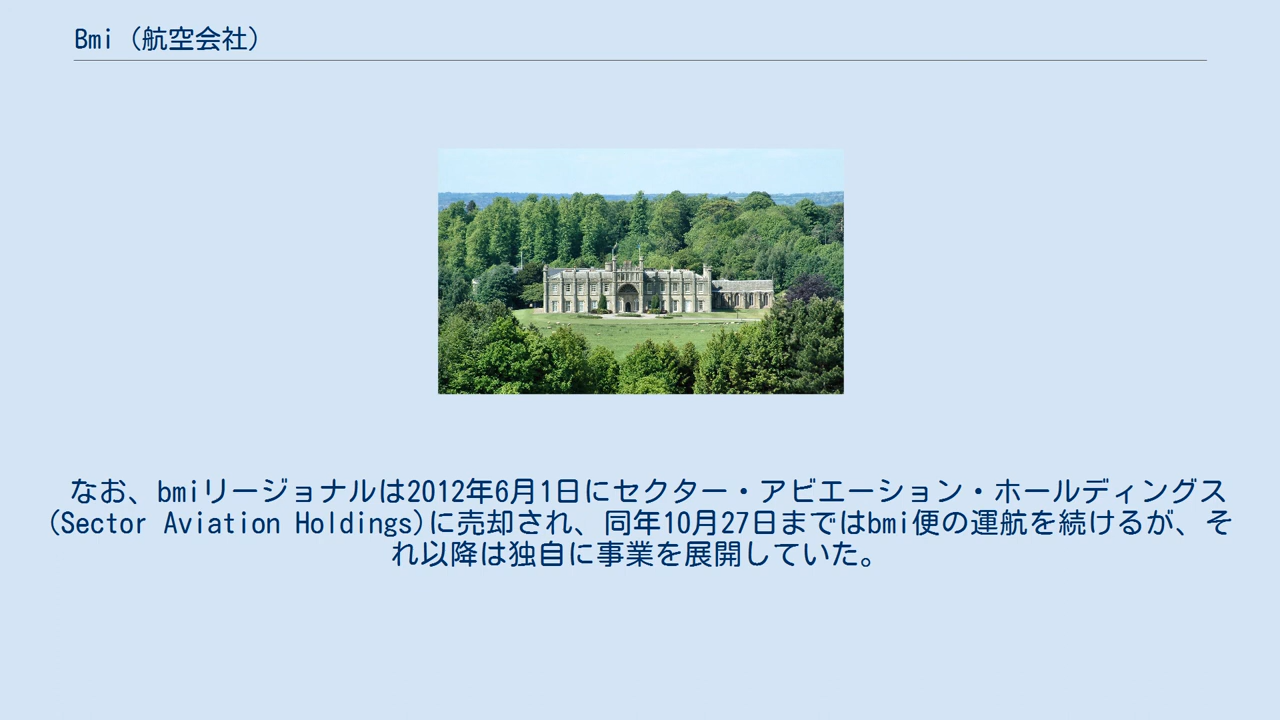 Bmi（航空会社）
なお、bmiリージョナルは2012年6月1日にセクター・アビエーション・ホールディングス
(Sector Aviation Holdings)に売却され、同年10月27日まではbmi便の運航を続けるが、そ
れ以降は独自に事業を展開していた。